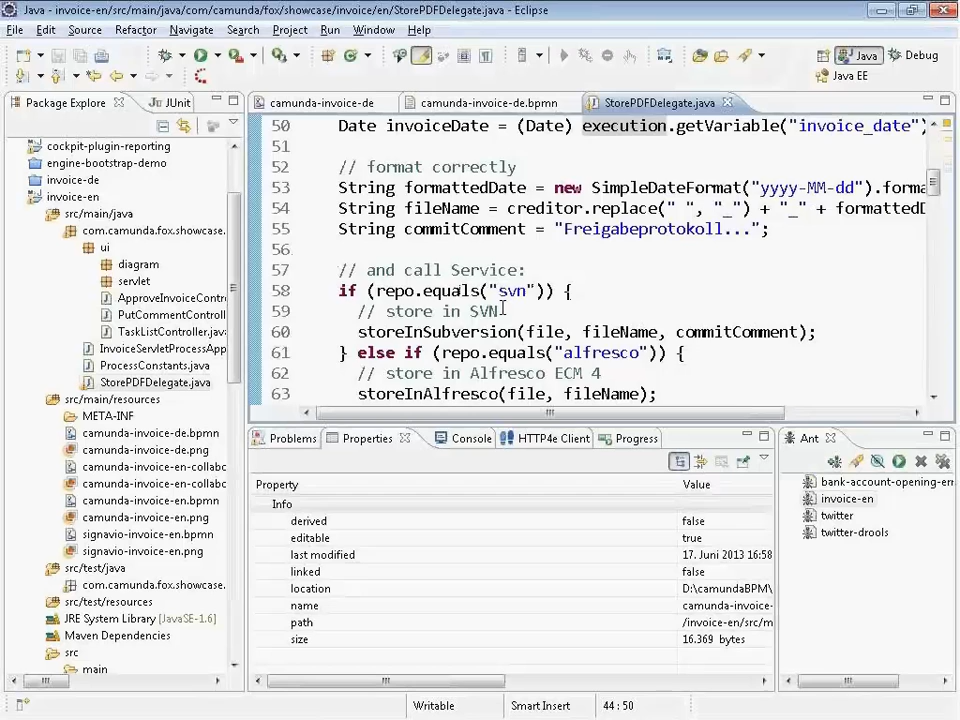 Java - invoice-en/src/main/java/com/camunda/fox/showcase/invoice/en/StorePDFDelegate.java - Eclipse
File Edit Source Refactor Navigate Search Project Run Window Help
Java Debug
Java EE
Package Explorer JUnit
cockpit-plugin-reporting
engine-bootstrap-demo
invoice-de
invoice-en
src/main/java
com.camunda.fox.showcase.
ui
diagram
servlet
ApproveInvoiceContr
PutCommentControll
TaskListController.jav
InvoiceServletProcessApp
ProcessConstants.java
StorePDFDelegate.java
src/main/resources
META-INF
camunda-invoice-de.bpmn
camunda-invoice-de.png
camunda-invoice-en-collabo
camunda-invoice-en-collabo
camunda-invoice-en.bpmn
camunda-invoice-en.png
signavio-invoice-en.bpmn
signavio-invoice-en.png
src/test/java
com.camunda.fox.showcase.
src/test/resources
JRE System Library [JavaSE-1.6]
Maven Dependencies
src
main
camunda-invoice-de camunda-invoice-de.bpmn StorePDFDelegate.java
50 Date invoiceDate = (Date) execution.getVariable("invoice_date")
51
52 // format correctly
53 String formattedDate = new SimpleDateFormat("yyyy-MM-dd").forma
54 String fileName = creditor.replace(" ", "_") + "_" + formattedD
55 String commitComment = "Freigabeprotokoll...";
56
57 // and call Service:
58 if (repo.equals("svn")) {
59 // store in SVN
60 storeInSubversion(file, fileName, commitComment);
61 } else if (repo.equals("alfresco")) {
62 // store in Alfresco ECM 4
63 storeInAlfresco(file, fileName);
Problems Properties Console HTTP4e Client Progress
Property Value
Info
derived false
editable true
last modified 17. Juni 2013 16:58
linked false
location D:\camundaBPM\
name camunda-invoice-
path /invoice-en/src/m
size 16.369 bytes
Ant
bank-account-opening-en
invoice-en
twitter
twitter-drools
Writable Smart Insert 44 : 50